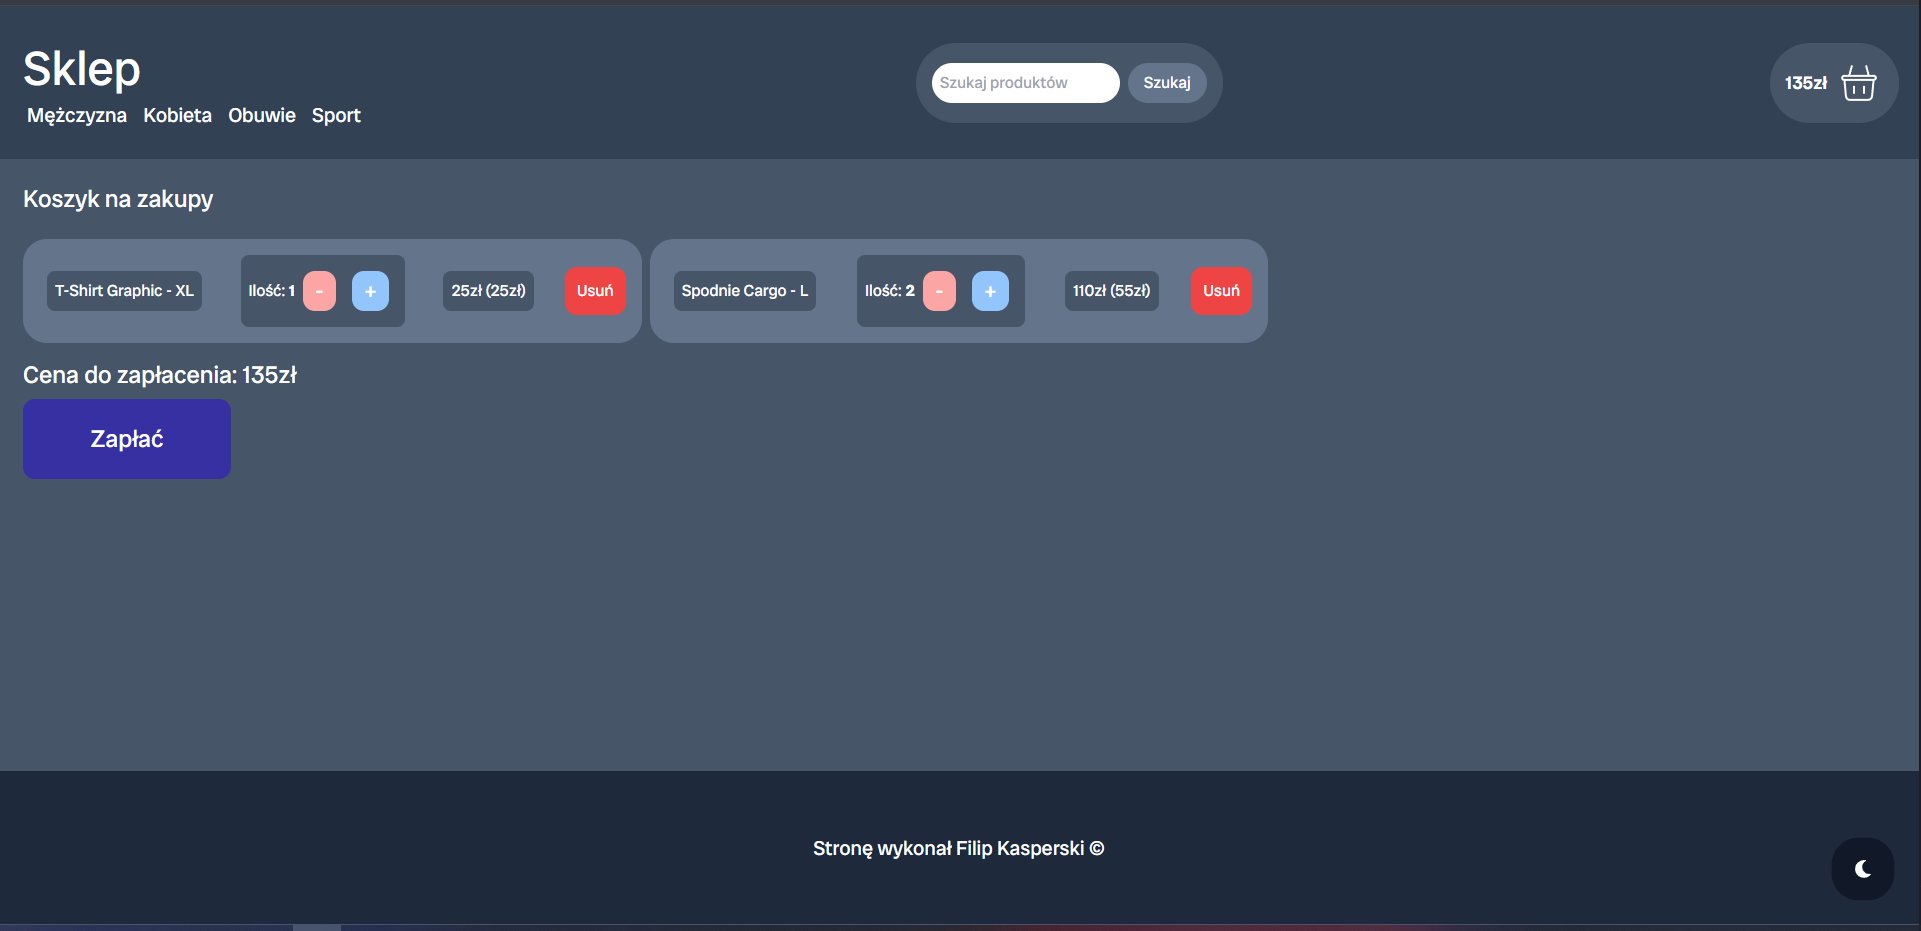 Sklep
Mężczyzna Kobieta Obuwie Sport
Szukaj produktów Szukaj
135zł
Koszyk na zakupy
T-Shirt Graphic - XL Ilość: 1 - + 25zł (25zł) Usuń
Spodnie Cargo - L Ilość: 2 - + 110zł (55zł) Usuń
Cena do zapłacenia: 135zł
Zapłać
Stronę wykonał Filip Kasperski ©